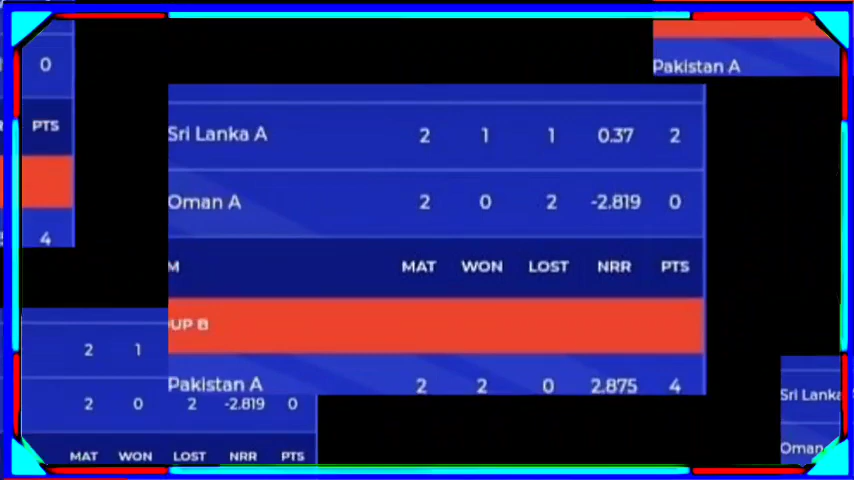 0
PTS
4
Pakistan A
Sri Lanka A 2 1 1 0.37 2
Oman A 2 0 2 -2.819 0
M MAT WON LOST NRR PTS
UP B
Pakistan A 2 2 0 2.875 4
2 1
2 0 2 -2.819 0
MAT WON LOST NRR PTS
Sri Lanka
Oman